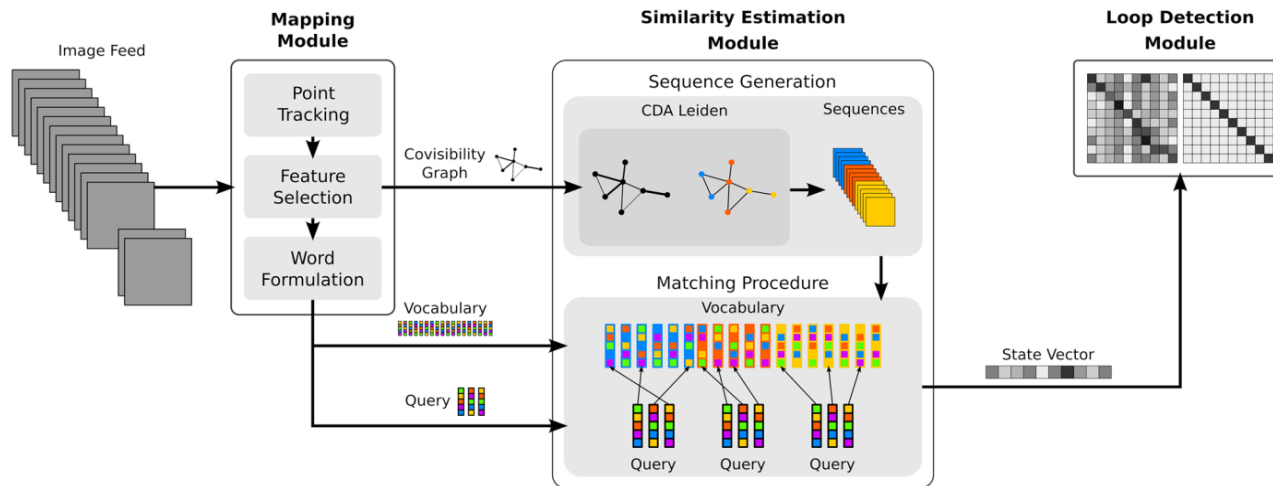 Image Feed
Mapping
Module
Point
Tracking
Feature
Selection
Word
Formulation
Covisibility
Graph
Vocabulary
Query
Similarity Estimation
Module
Sequence Generation
CDA Leiden
Sequences
Matching Procedure
Vocabulary
Query
Query
Query
State Vector
Loop Detection
Module